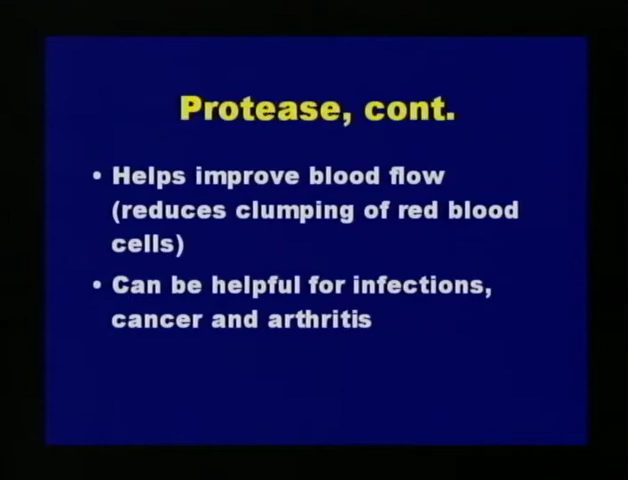 Protease, cont.
• Helps improve blood flow
(reduces clumping of red blood
cells)
• Can be helpful for infections,
cancer and arthritis